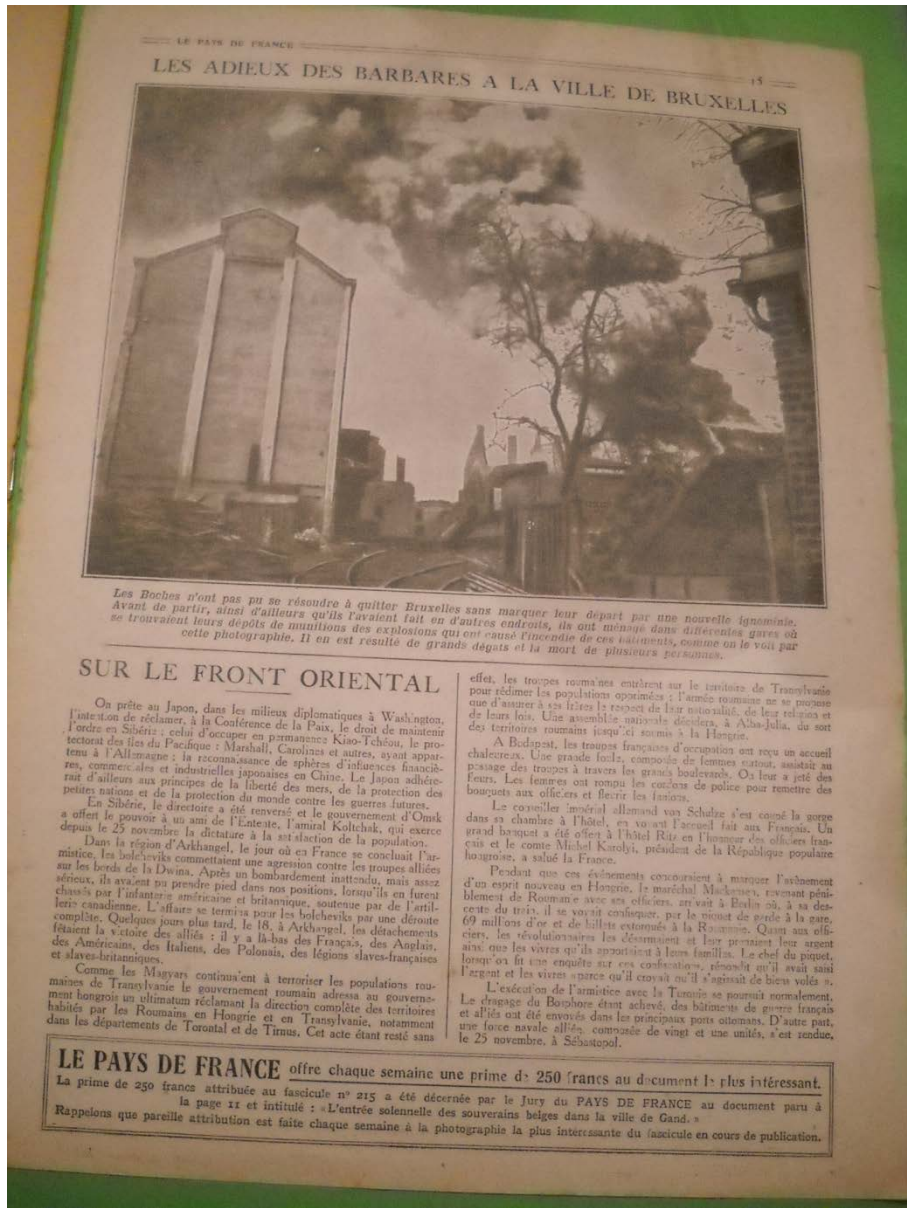 LE PAYS DE FRANCE
15
LES ADIEUX DES BARBARES A LA VILLE DE BRUXELLES
Les Boches n'ont pas pu se résoudre à quitter Bruxelles sans marquer leur départ par une nouvelle ignominie.
Avant de partir, ainsi d'ailleurs qu'ils l'avaient fait en d'autres endroits, ils ont ménagé dans différentes gares où
se trouvaient leurs dépôts de munitions des explosions qui ont causé l'incendie de ces bâtiments, comme on le voit par
cette photographie. Il en est résulté de grands dégats et la mort de plusieurs personnes.
SUR LE FRONT ORIENTAL
On prête au Japon, dans les milieux diplomatiques à Washington,
l'intention de réclamer, à la Conférence de la Paix, le droit de maintenir
l'ordre en Sibérie ; celui d'occuper en permanence Kiao-Tchéou, le pro-
tectorat des îles du Pacifique : Marshall, Carolines et autres, ayant appar-
tenu à l'Allemagne ; la reconnaissance de sphères d'influences financiè-
res, commerciales et industrielles japonaises en Chine. Le Japon adhére-
rait d'ailleurs aux principes de la liberté des mers, de la protection des
petites nations et de la protection du monde contre les guerres futures.
En Sibérie, le directoire a été renversé et le gouvernement d'Omsk
a offert le pouvoir à un ami de l'Entente, l'amiral Koltchak, qui exerce
depuis le 25 novembre la dictature à la satisfaction de la population.
Dans la région d'Arkhangel, le jour où en France se concluait l'ar-
mistice, les bolcheviks commettaient une agression contre les troupes alliées
sur les bords de la Dwina. Après un bombardement inattendu, mais assez
sérieux, ils avaient pu prendre pied dans nos positions, lorsqu'ils en furent
chassés par l'infanterie américaine et britannique, soutenue par de l'artil-
lerie canadienne. L'affaire se termina pour les bolcheviks par une déroute
complète. Quelques jours plus tard, le 18, à Arkhangel, les détachements
fêtaient la victoire des alliés : il y a là-bas des Français, des Anglais,
des Américains, des Italiens, des Polonais, des légions slaves-françaises
et slaves-britanniques.
Comme les Magyars continuaient à terroriser les populations rou-
maines de Transylvanie le gouvernement roumain adressa au gouverne-
ment hongrois un ultimatum réclamant la direction complète des territoires
habités par les Roumains en Hongrie et en Transylvanie, notamment
dans les départements de Torontal et de Timus. Cet acte étant resté sans
effet, les troupes roumaines entrèrent sur le territoire de Transylvanie
pour rédimer les populations opprimées ; l'armée roumaine ne se propose
que d'assurer à ses frères le respect de leur nationalité, de leur religion et
de leurs lois. Une assemblée nationale décidera, à Alba-Julia, du sort
des territoires roumains jusqu'ici soumis à la Hongrie.
A Budapest, les troupes françaises d'occupation ont reçu un accueil
chaleureux. Une grande foule, composée de femmes surtout, assistait au
passage des troupes à travers les grands boulevards. On leur a jeté des
fleurs. Les femmes ont rompu les cordons de police pour remettre des
bouquets aux officiers et fleurir les fanions.
Le conseiller impérial allemand von Schulze s'est coupé la gorge
dans sa chambre à l'hôtel, en voyant l'accueil fait aux Français. Un
grand banquet a été offert à l'hôtel Ritz en l'honneur des officiers fran-
çais et le comte Michel Karolyi, président de la République populaire
hongroise, a salué la France.
Pendant que ces événements concouraient à marquer l'avènement
d'un esprit nouveau en Hongrie, le maréchal Mackensen, revenant péni-
blement de Roumanie avec ses officiers, arrivait à Berlin où, à sa des-
cente du train, il se voyait confisquer, par le piquet de garde à la gare,
69 millions d'or et de billets extorqués à la Roumanie. Quant aux offi-
ciers, les révolutionnaires les désarmaient et leur prenaient leur argent
ainsi que les vivres qu'ils apportaient à leurs familles. Le chef du piquet,
lorsqu'on fit une enquête sur ces confiscations, répondit qu'il avait saisi
l'argent et les vivres « parce qu'il croyait qu'il s'agissait de biens volés ».
L'exécution de l'armistice avec la Turquie se poursuit normalement.
Le dragage du Bosphore étant achevé, des bâtiments de guerre français
et alliés ont été envoyés dans les principaux ports ottomans. D'autre part,
une force navale alliée, composée de vingt et une unités, s'est rendue,
le 25 novembre, à Sébastopol.
LE PAYS DE FRANCE offre chaque semaine une prime de 250 francs au document le plus intéressant.
La prime de 250 francs attribuée au fascicule nº 215 a été décernée par le Jury du PAYS DE FRANCE au document paru à
la page 11 et intitulé : « L'entrée solennelle des souverains belges dans la ville de Gand. »
Rappelons que pareille attribution est faite chaque semaine à la photographie la plus intéressante du fascicule en cours de publication.